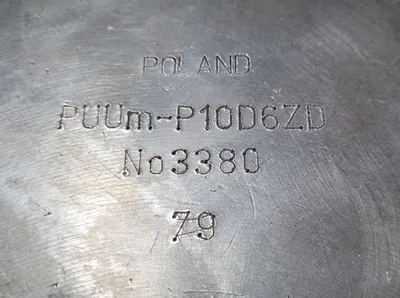 POLAND
PUUm-P10D6ZD
No3380
79